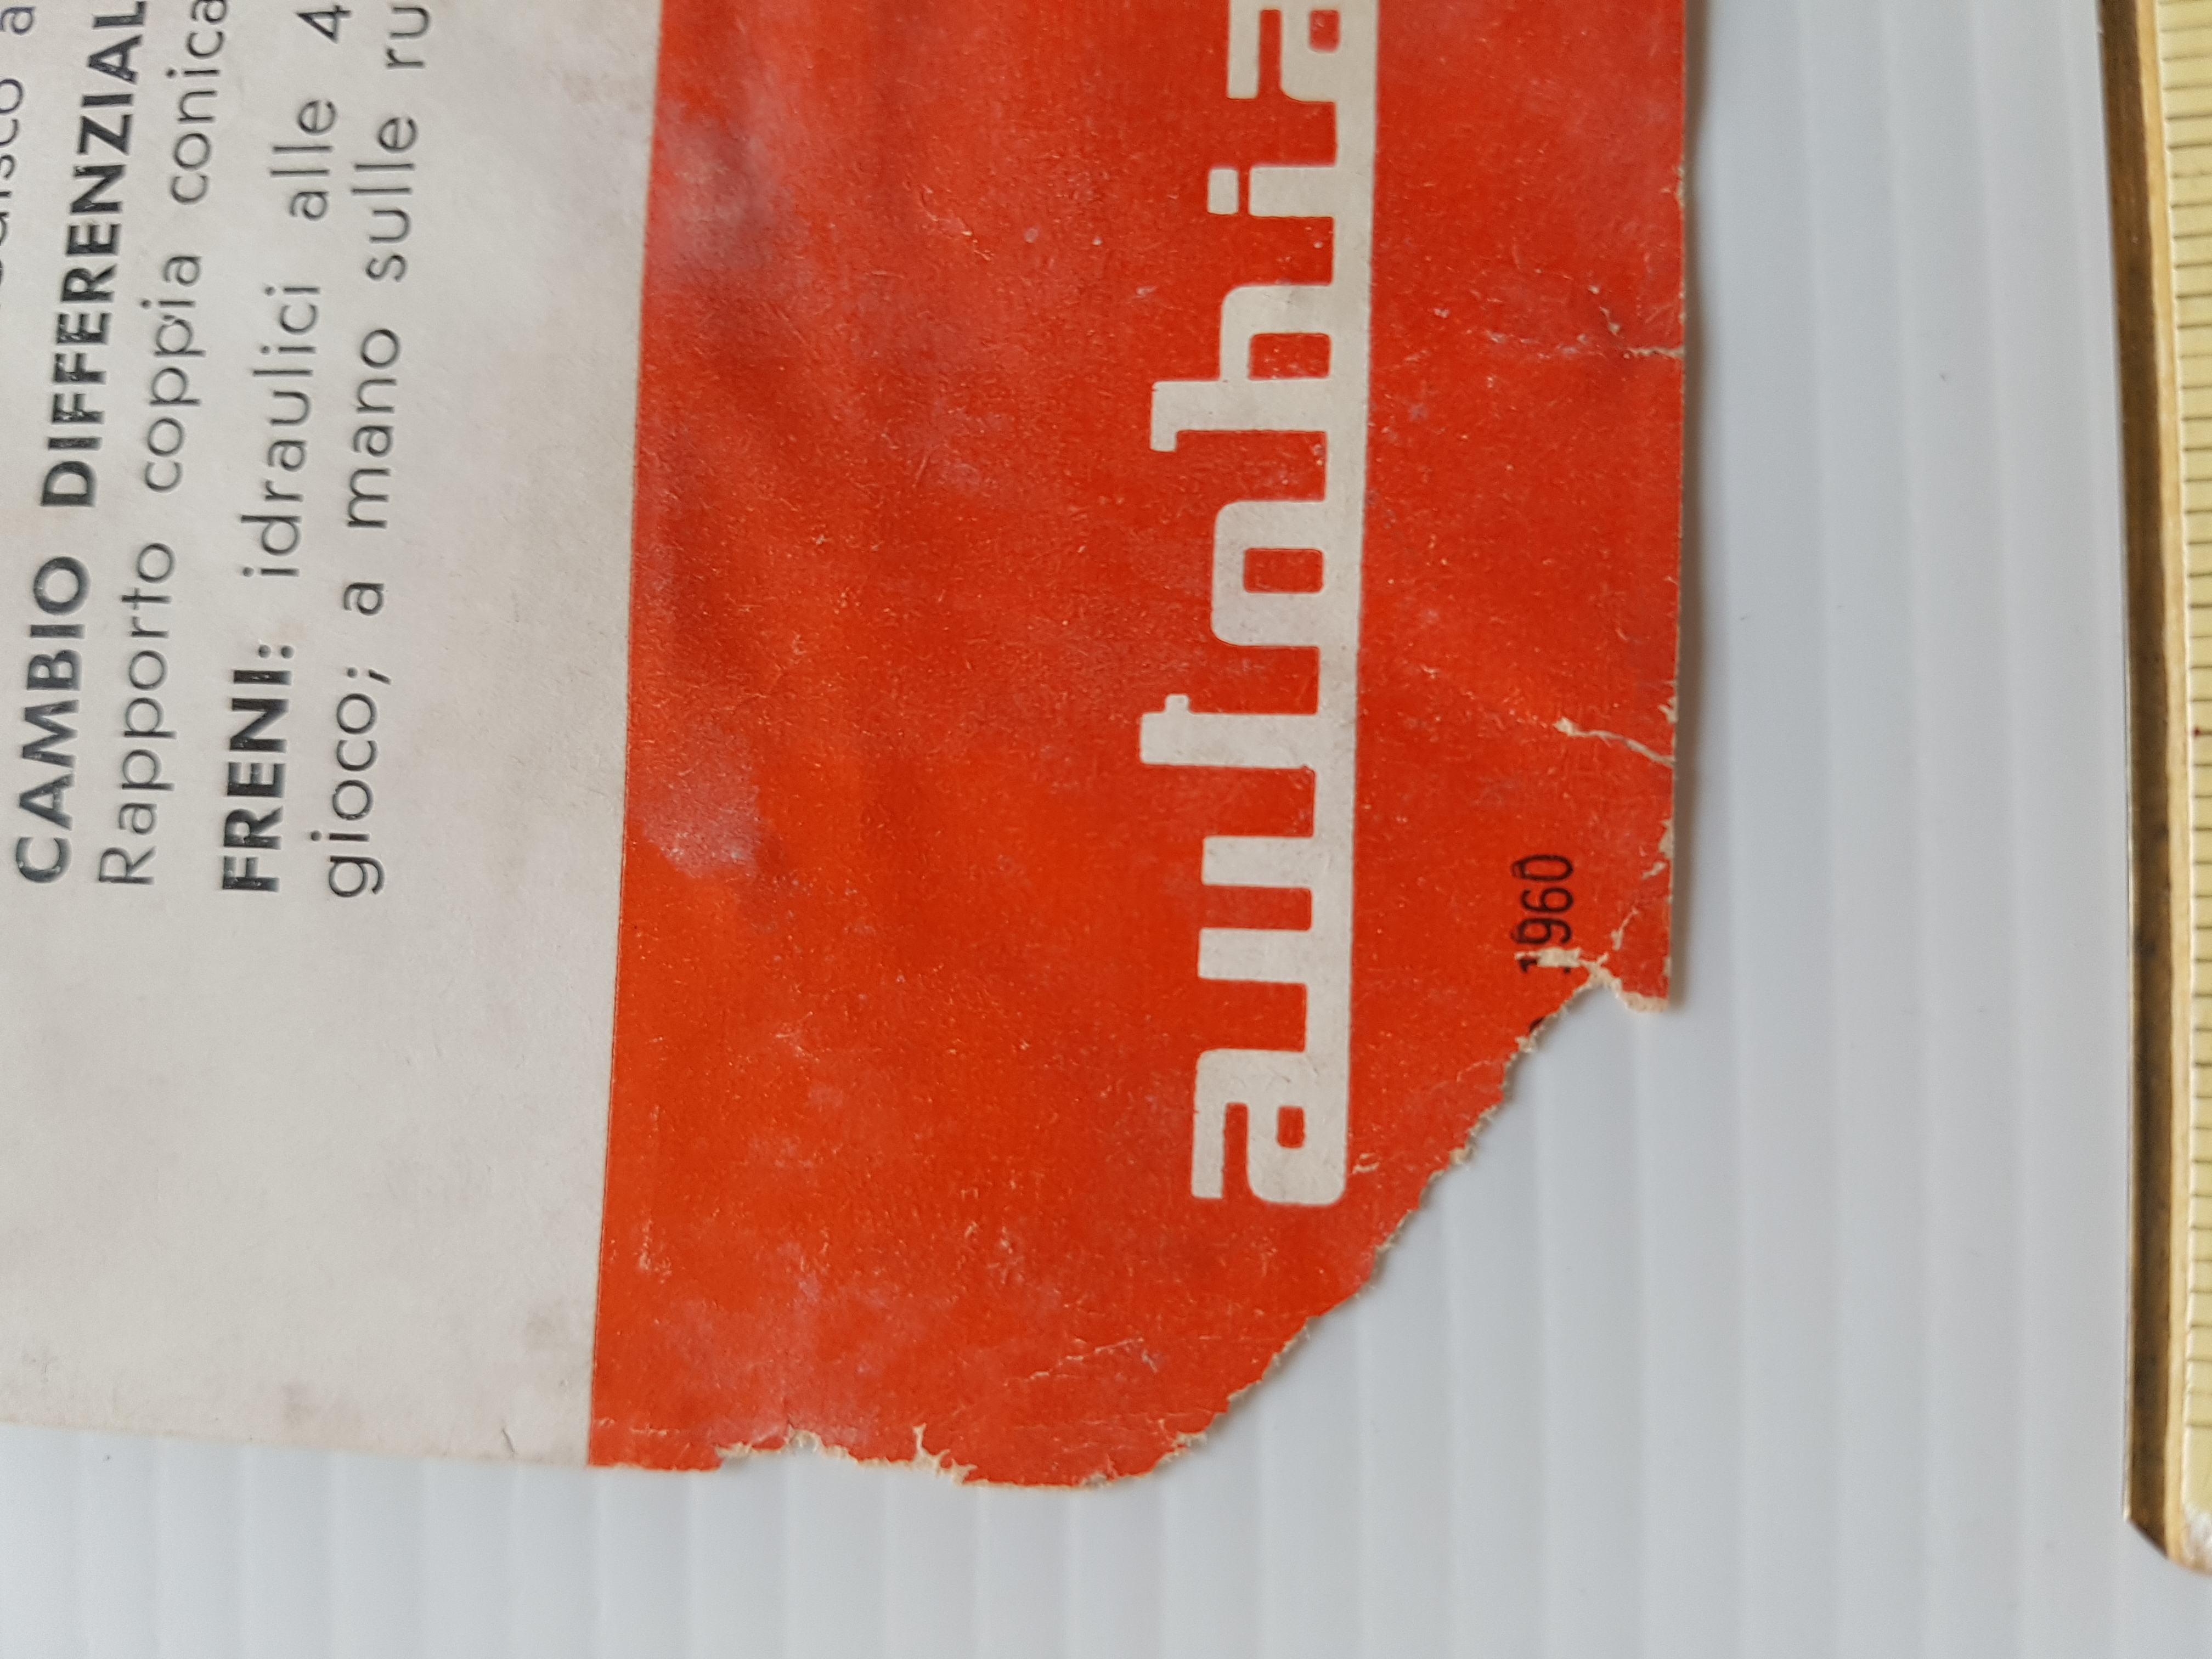 CAMBIO DIFFERENZIAL
Rapporto coppia conica
FRENI: idraulici alle 4
gioco; a mano sulle ru
autobia
1960